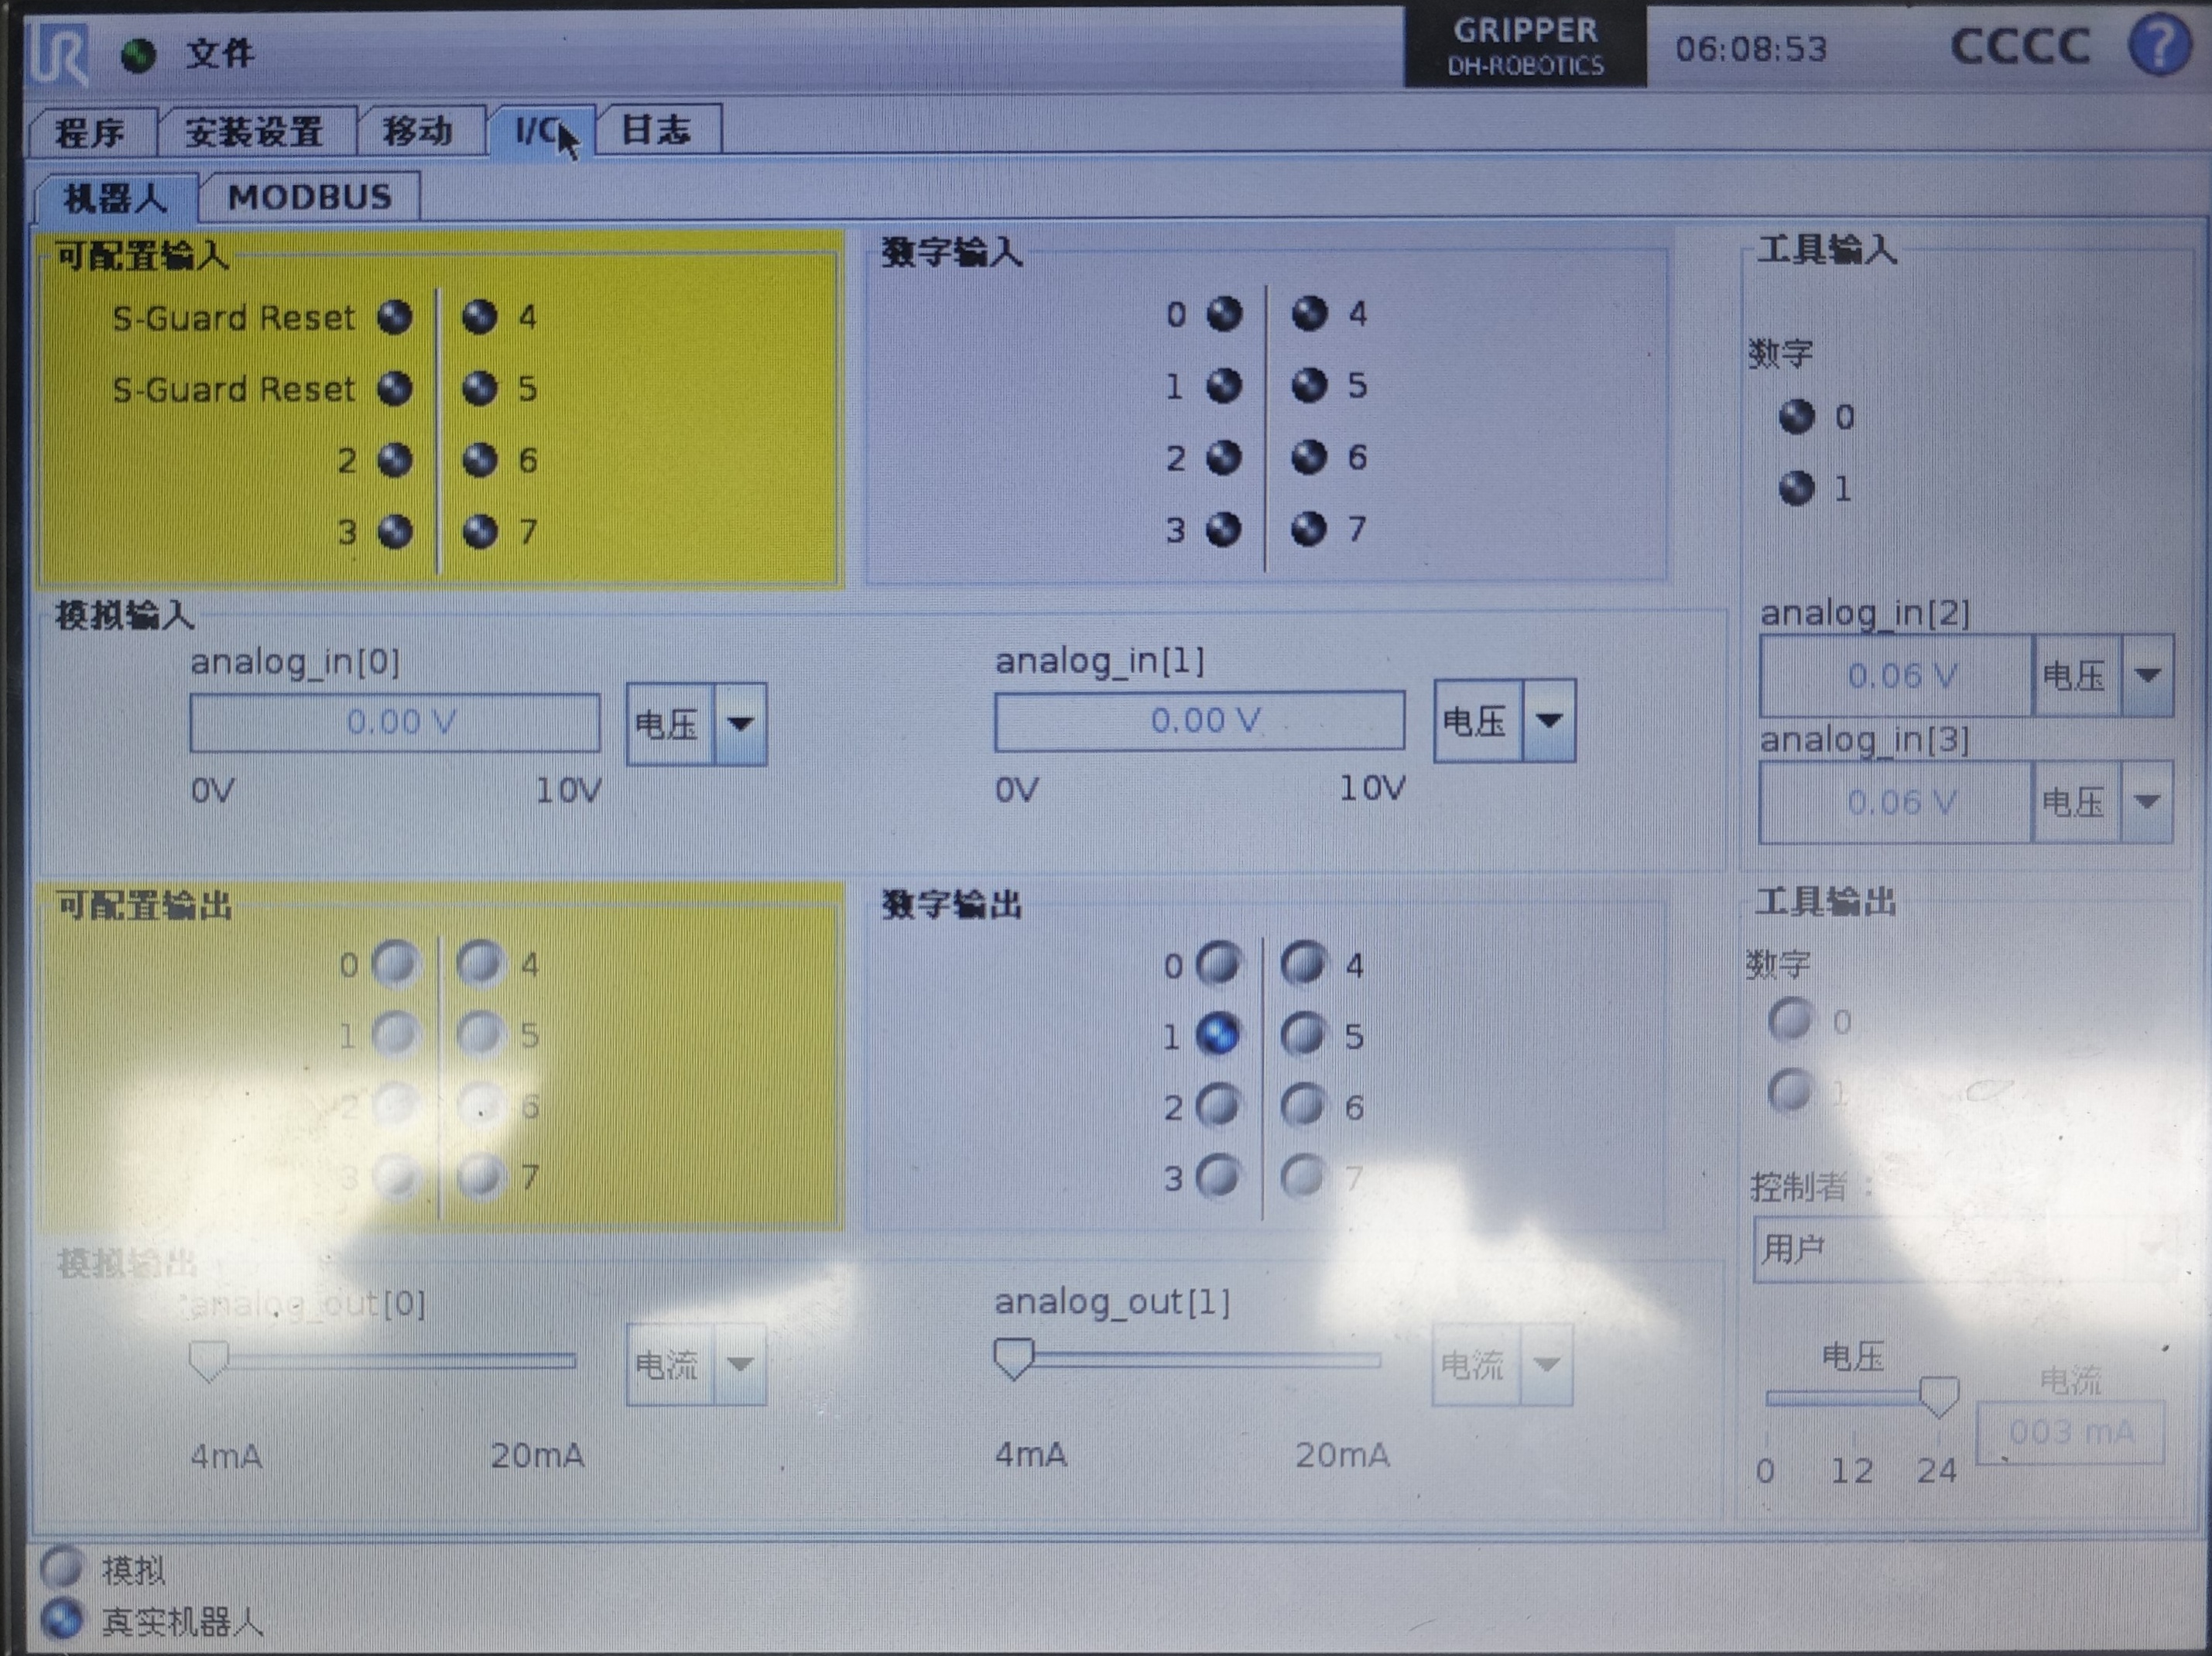 UR 文件 GRIPPER 06:08:53 CCCC ?
DH-ROBOTICS
程序 安装设置 移动 I/O 日志
机器人 MODBUS
可配置输入 数字输入 工具输入
S-Guard Reset 4 0 4
数字
S-Guard Reset 5 1 5
0
2 6 2 6
1
3 7 3 7
模拟输入
analog_in[2]
analog_in[0] analog_in[1]
0.06 V 电压
0.00 V 电压 0.00 V 电压
analog_in[3]
0V 10V 0V 10V
0.06 V 电压
可配置输出 数字输出 工具输出
0 4 0 4
数字
1 5 1 5
0
2 6 2 6
1
3 7 3 7
控制者：
用户
模拟输出
analog_out[0] analog_out[1]
电压
电流 电流
电流
003 mA
4mA 20mA 4mA 20mA
0 12 24
模拟
真实机器人